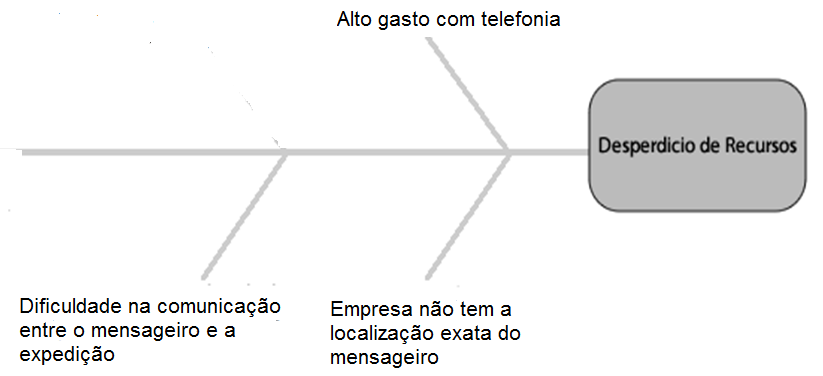 Alto gasto com telefonia
Desperdicio de Recursos
Dificuldade na comunicação
entre o mensageiro e a
expedição
Empresa não tem a
localização exata do
mensageiro